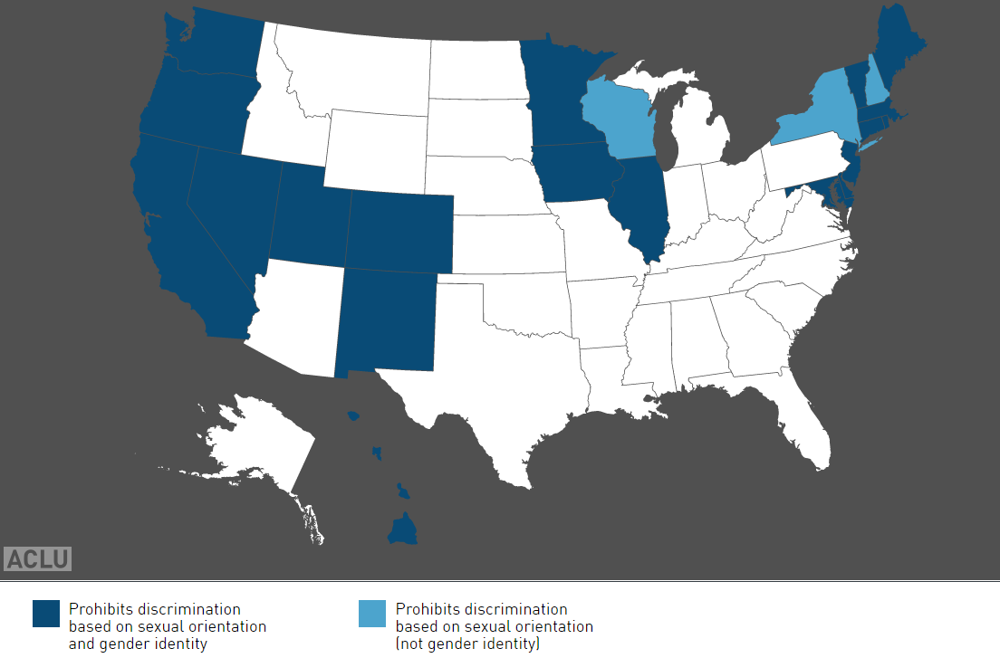 ACLU
Prohibits discrimination
based on sexual orientation
and gender identity
Prohibits discrimination
based on sexual orientation
(not gender identity)